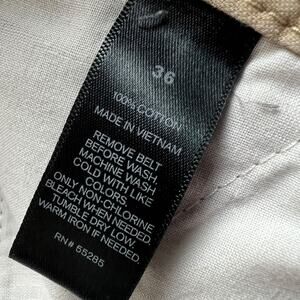 36
100% COTTON
MADE IN VIETNAM
REMOVE BELT
BEFORE WASH
MACHINE WASH
COLD WITH LIKE
COLORS.
ONLY NON-CHLORINE
BLEACH WHEN NEEDED.
TUMBLE DRY LOW.
WARM IRON IF NEEDED.
RN# 55285